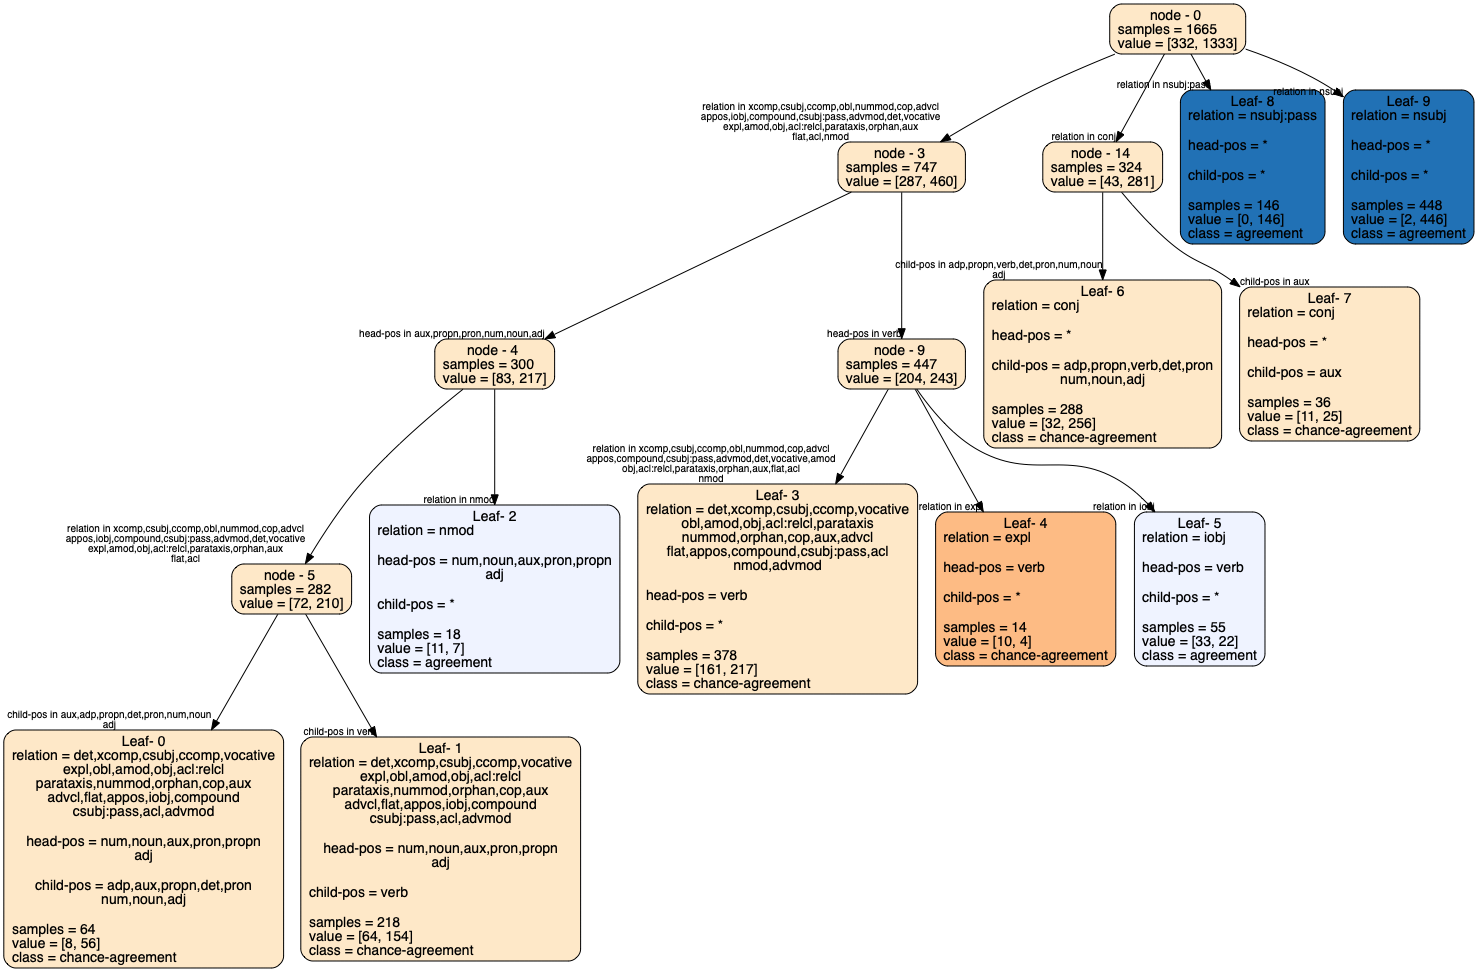 node - 0
samples = 1665
value = [332, 1333]
relation in xcomp,csubj,ccomp,obl,nummod,cop,advcl
appos,iobj,compound,csubj:pass,advmod,det,vocative
expl,amod,obj,acl:relcl,parataxis,orphan,aux
flat,acl,nmod
relation in conj
relation in nsubj:pass
relation in nsubj
node - 3
samples = 747
value = [287, 460]
node - 14
samples = 324
value = [43, 281]
Leaf- 8
relation = nsubj:pass
head-pos = *
child-pos = *
samples = 146
value = [0, 146]
class = agreement
Leaf- 9
relation = nsubj
head-pos = *
child-pos = *
samples = 448
value = [2, 446]
class = agreement
head-pos in aux,propn,pron,num,noun,adj
head-pos in verb
child-pos in adp,propn,verb,det,pron,num,noun
adj
child-pos in aux
node - 4
samples = 300
value = [83, 217]
node - 9
samples = 447
value = [204, 243]
Leaf- 6
relation = conj
head-pos = *
child-pos = adp,propn,verb,det,pron
num,noun,adj
samples = 288
value = [32, 256]
class = chance-agreement
Leaf- 7
relation = conj
head-pos = *
child-pos = aux
samples = 36
value = [11, 25]
class = chance-agreement
relation in xcomp,csubj,ccomp,obl,nummod,cop,advcl
appos,iobj,compound,csubj:pass,advmod,det,vocative
expl,amod,obj,acl:relcl,parataxis,orphan,aux
flat,acl
relation in nmod
relation in xcomp,csubj,ccomp,obl,nummod,cop,advcl
appos,compound,csubj:pass,advmod,det,vocative,amod
obj,acl:relcl,parataxis,orphan,aux,flat,acl
nmod
relation in expl
relation in iobj
node - 5
samples = 282
value = [72, 210]
Leaf- 2
relation = nmod
head-pos = num,noun,aux,pron,propn
adj
child-pos = *
samples = 18
value = [11, 7]
class = agreement
Leaf- 3
relation = det,xcomp,csubj,ccomp,vocative
obl,amod,obj,acl:relcl,parataxis
nummod,orphan,cop,aux,advcl
flat,appos,compound,csubj:pass,acl
nmod,advmod
head-pos = verb
child-pos = *
samples = 378
value = [161, 217]
class = chance-agreement
Leaf- 4
relation = expl
head-pos = verb
child-pos = *
samples = 14
value = [10, 4]
class = chance-agreement
Leaf- 5
relation = iobj
head-pos = verb
child-pos = *
samples = 55
value = [33, 22]
class = agreement
child-pos in aux,adp,propn,det,pron,num,noun
adj
child-pos in verb
Leaf- 0
relation = det,xcomp,csubj,ccomp,vocative
expl,obl,amod,obj,acl:relcl
parataxis,nummod,orphan,cop,aux
advcl,flat,appos,iobj,compound
csubj:pass,acl,advmod
head-pos = num,noun,aux,pron,propn
adj
child-pos = adp,aux,propn,det,pron
num,noun,adj
samples = 64
value = [8, 56]
class = chance-agreement
Leaf- 1
relation = det,xcomp,csubj,ccomp,vocative
expl,obl,amod,obj,acl:relcl
parataxis,nummod,orphan,cop,aux
advcl,flat,appos,iobj,compound
csubj:pass,acl,advmod
head-pos = num,noun,aux,pron,propn
adj
child-pos = verb
samples = 218
value = [64, 154]
class = chance-agreement